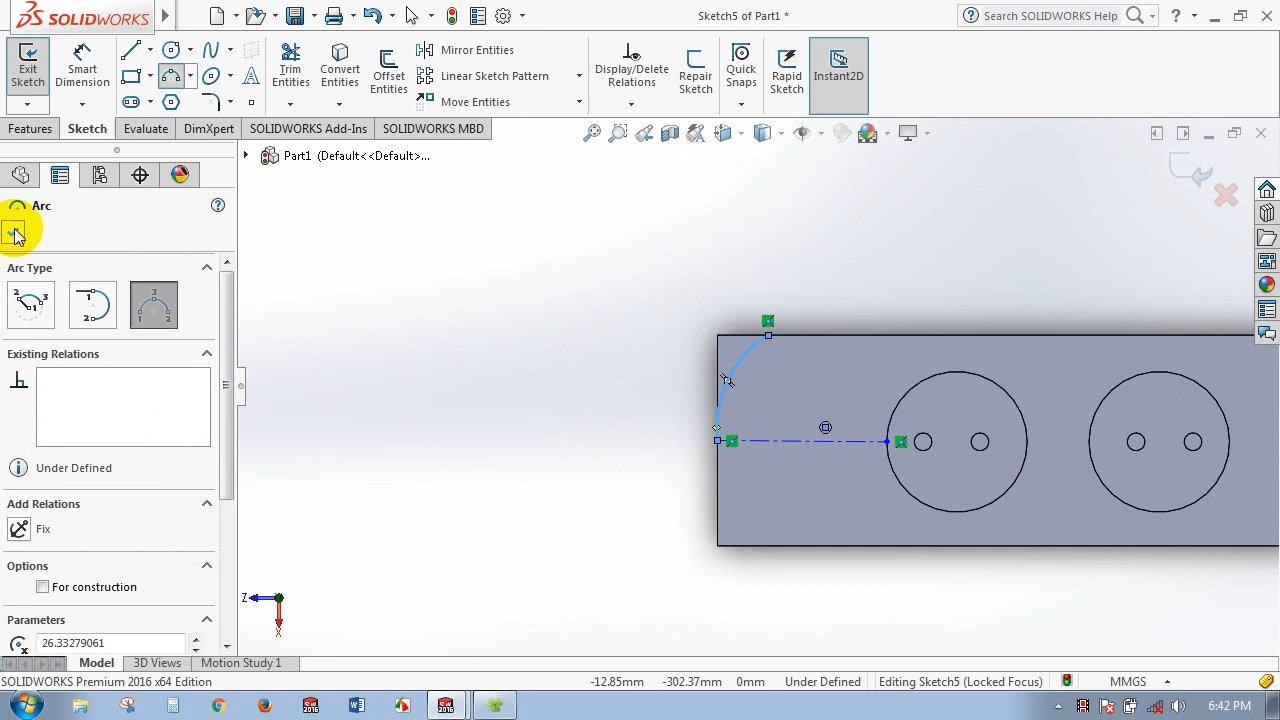 SOLIDWORKS
Sketch5 of Part1 *
Search SOLIDWORKS Help
?
Exit Sketch
Smart Dimension
Trim Entities
Convert Entities
Offset Entities
Mirror Entities
Linear Sketch Pattern
Move Entities
Display/Delete Relations
Repair Sketch
Quick Snaps
Rapid Sketch
Instant2D
Features
Sketch
Evaluate
DimXpert
SOLIDWORKS Add-Ins
SOLIDWORKS MBD
Part1 (Default<<Default>...
Arc
Arc Type
Existing Relations
Under Defined
Add Relations
Fix
Options
For construction
Parameters
26.33279061
Z
X
Model
3D Views
Motion Study 1
SOLIDWORKS Premium 2016 x64 Edition
-12.85mm
-302.37mm
0mm
Under Defined
Editing Sketch5 (Locked Focus)
MMGS
6:42 PM